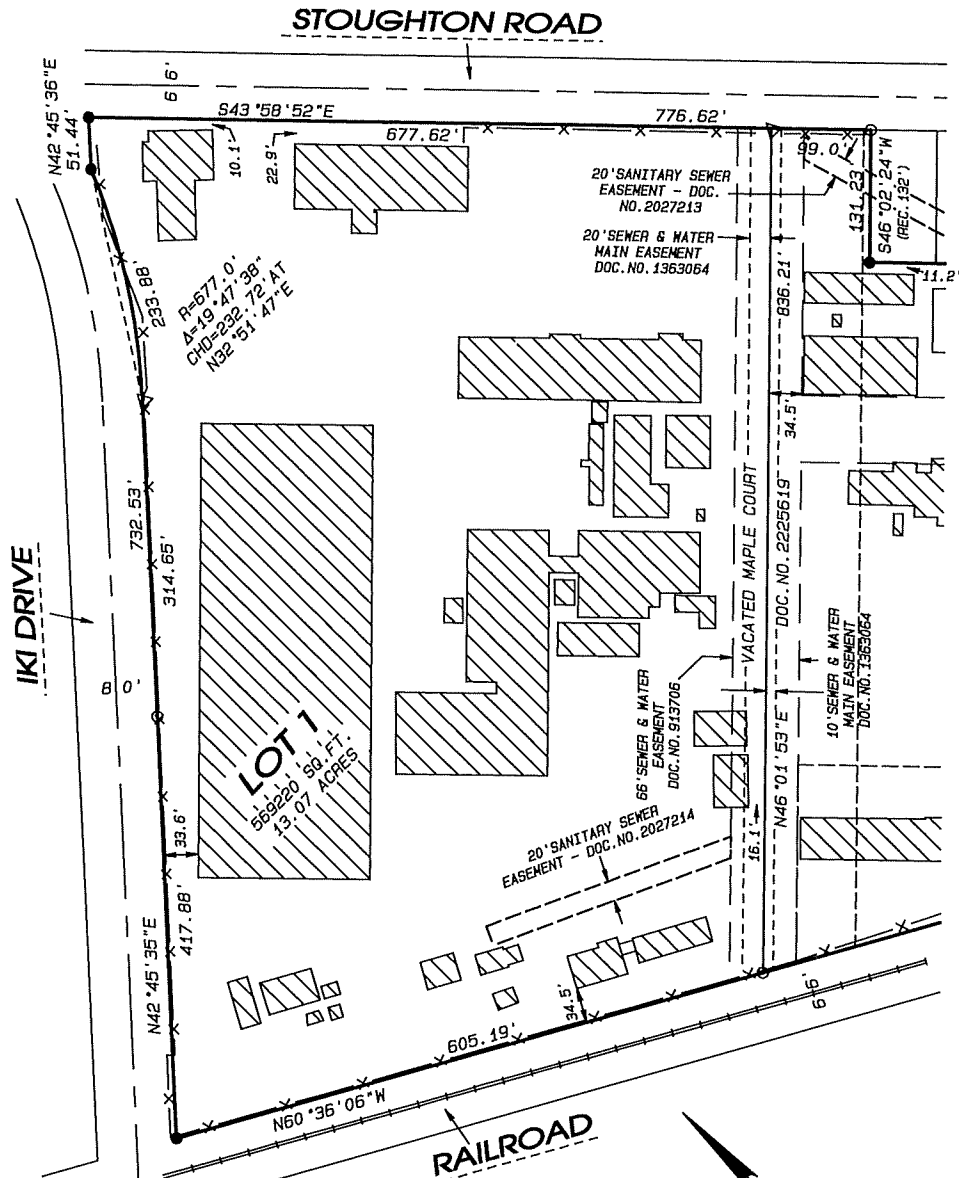 STOUGHTON ROAD
66'
N42°45'36"E
51.44'
S43°58'52"E
776.62'
677.62'
99.0'
10.1'
22.9'
20'SANITARY SEWER
EASEMENT - DOC.
NO.2027213
20'SEWER & WATER
MAIN EASEMENT
DOC.NO.1363064
131.23'
S46°02'24"W
(REC.132')
11.2'
233.88'
R=677.0'
Δ=19°47'38"
CHD=232.72'AT
N32°51'47"E
836.21'
34.5'
732.53'
314.65'
IKI DRIVE
80'
VACATED MAPLE COURT
DOC.NO.2225619
N46°01'53"E
10'SEWER & WATER
MAIN EASEMENT
DOC.NO.1363064
66'SEWER & WATER
EASEMENT
DOC.NO.913706
LOT 1
569220 SQ.FT.
13.07 ACRES
33.6'
16.1'
20'SANITARY SEWER
EASEMENT - DOC.NO.2027214
417.88'
N42°45'35"E
34.5'
66'
605.19'
N60°36'06"W
RAILROAD